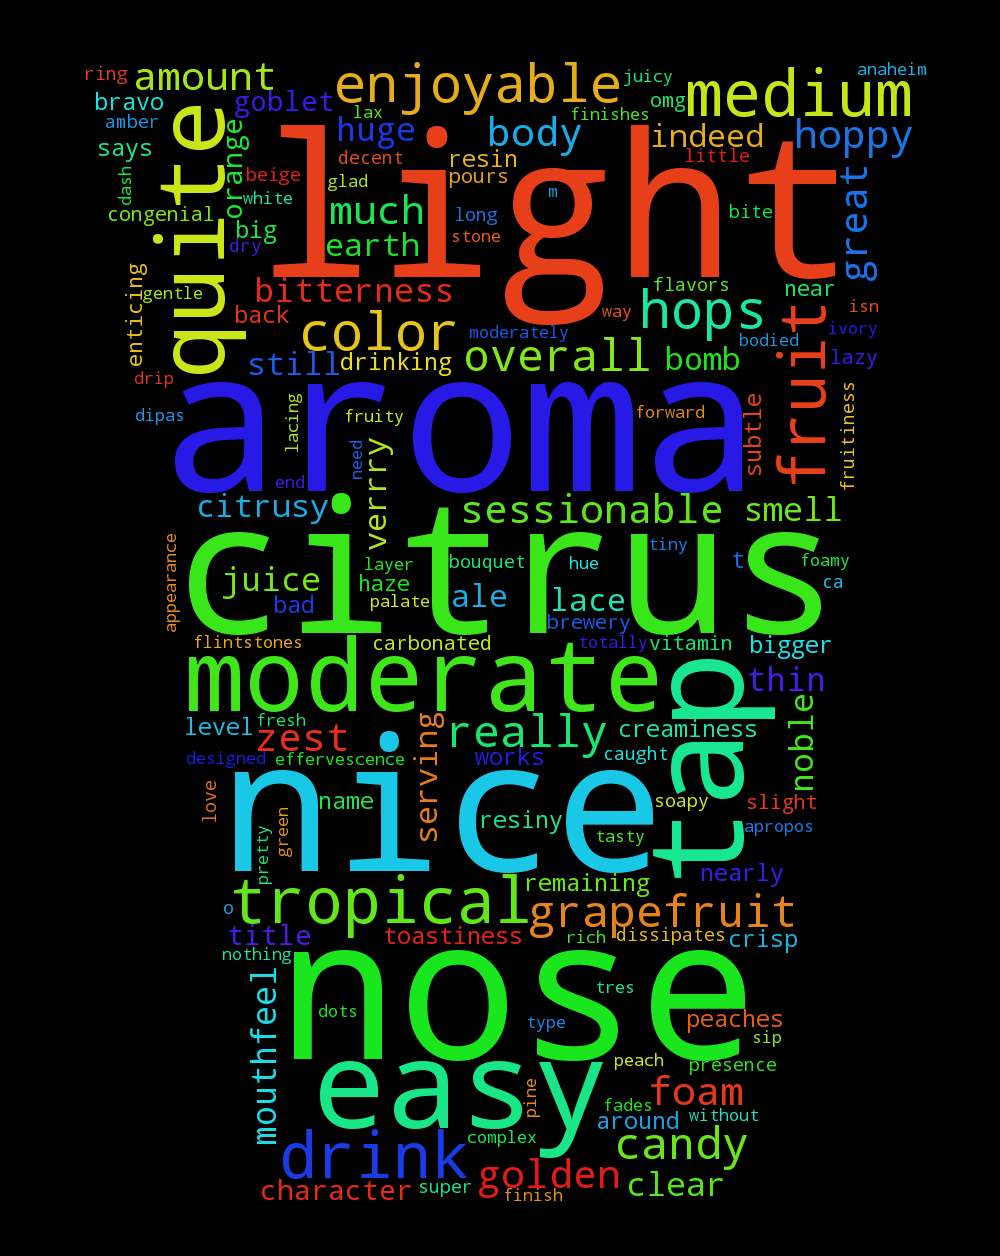 ring
amount
enjoyable
juicy
anaheim
bravo
goblet
lax
finishes
omg
medium
amber
huge
body
indeed
hoppy
says
quite
orange
decent
resin
little
dash
beige
glad
pours
light
m
great
congenial
white
much
long
bite
big
earth
stone
dry
enticing
gentle
bitterness
flavors
near
back
color
way
hops
isn
moderately
bodied
ivory
still
drinking
overall
bomb
lazy
fruit
drip
aroma
dipas
lacing
fruity
forward
subtle
fruitiness
need
verrry
end
citrusy
sessionable
smell
citrus
appearance
tiny
t
foamy
juice
layer
bouquet
hue
haze
ca
bad
palate
ale
lace
brewery
flintstones
carbonated
totally
vitamin
bigger
moderate
tap
thin
level
fresh
zest
serving
really
creaminess
noble
designed
effervescence
works
caught
nice
love
name
soapy
slight
green
resiny
tasty
apropos
pretty
nearly
o
tropical
remaining
grapefruit
title
toastiness
rich
dissipates
crisp
nothing
nose
mouthfeel
tres
dots
type
peaches
sip
easy
peach
presence
pine
foam
fades
around
without
drink
complex
candy
character
super
golden
finish
clear